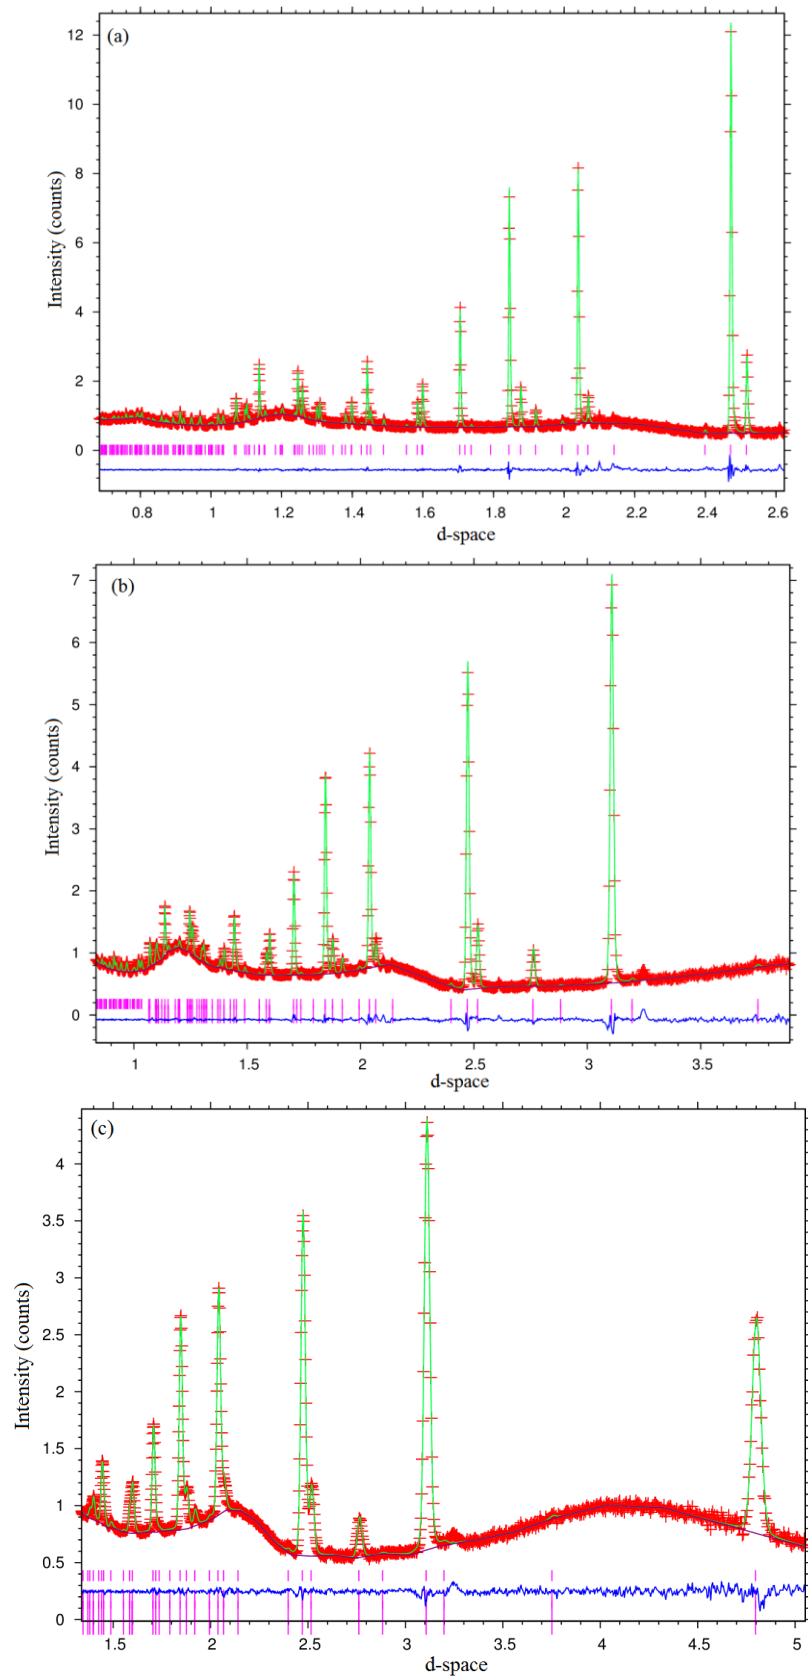 (a)
Intensity (counts)
12
10
8
6
4
2
0
0.8 1 1.2 1.4 1.6 1.8 2 2.2 2.4 2.6
d-space
(b)
Intensity (counts)
7
6
5
4
3
2
1
0
1 1.5 2 2.5 3 3.5
d-space
(c)
Intensity (counts)
4
3.5
3
2.5
2
1.5
1
0.5
0
1.5 2 2.5 3 3.5 4 4.5 5
d-space